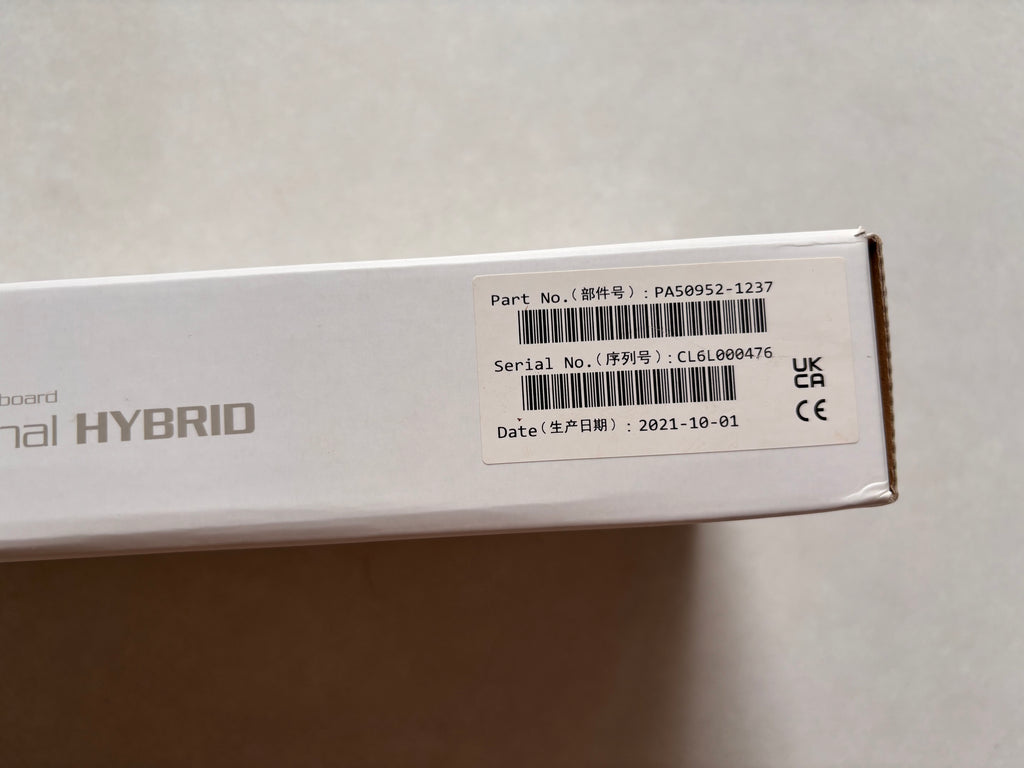 board
nal HYBRID
Part No.(部件号):PA50952-1237
Serial No.(序列号):CL6L000476
Date(生产日期):2021-10-01
UK
CA
CE